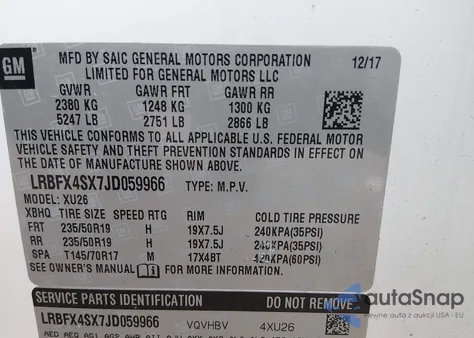 GM
MFD BY SAIC GENERAL MOTORS CORPORATION 12/17
LIMITED FOR GENERAL MOTORS LLC
GVWR GAWR FRT GAWR RR
2380 KG 1248 KG 1300 KG
5247 LB 2751 LB 2866 LB
THIS VEHICLE CONFORMS TO ALL APPLICABLE U.S. FEDERAL MOTOR
VEHICLE SAFETY AND THEFT PREVENTION STANDARDS IN EFFECT ON
THE DATE OF MANUFACTURE SHOWN ABOVE.
LRBFX4SX7JD059966 TYPE: M.P.V.
MODEL: XU26
XBHQ TIRE SIZE SPEED RTG RIM COLD TIRE PRESSURE
FRT 235/50R19 H 19X7.5J 240KPA(35PSI)
RR 235/50R19 H 19X7.5J 240KPA(35PSI)
SPA T145/70R17 M 17X4BT 420KPA(60PSI)
SEE OWNER'S MANUAL i FOR MORE INFORMATION.
SERVICE PARTS IDENTIFICATION DO NOT REMOVE
LRBFX4SX7JD059966 VQVHBV 4XU26
AutaSnap